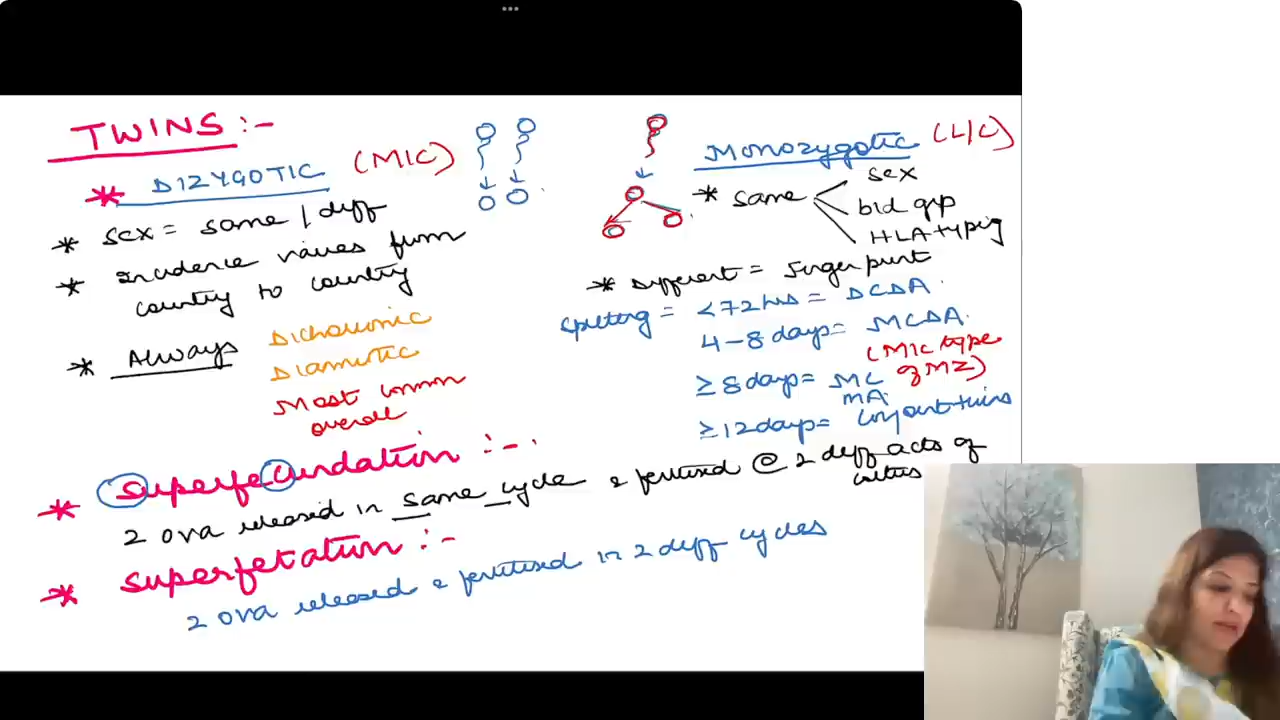 TWINS :-
* DIZYGOTIC (MIC)
* sex = same / diff
* Incidence varies from
country to country
* Always Dichorionic
Diamniotic
Most common
overall
Monozygotic (L/C)
* same sex
bld grp
HLA typing
* Different = finger print
Splitting = <72 hrs = DCDA
4-8 days = MCDA
(MIC type
of MZ)
≥ 8 days = MC
MA
≥ 12 days = conjoint twins
* Superfecundation :-
2 ova released in same cycle & fertilised @ 2 diff acts of
coitus
* Superfetation :-
2 ova released & fertilised in 2 diff cycles